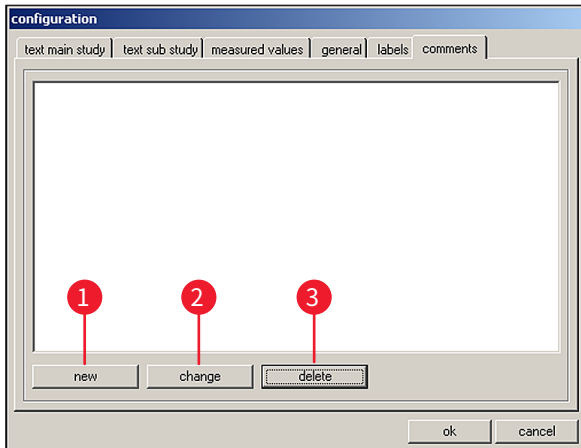 configuration
text main study text sub study measured values general labels comments
1 2 3
new change delete
ok cancel